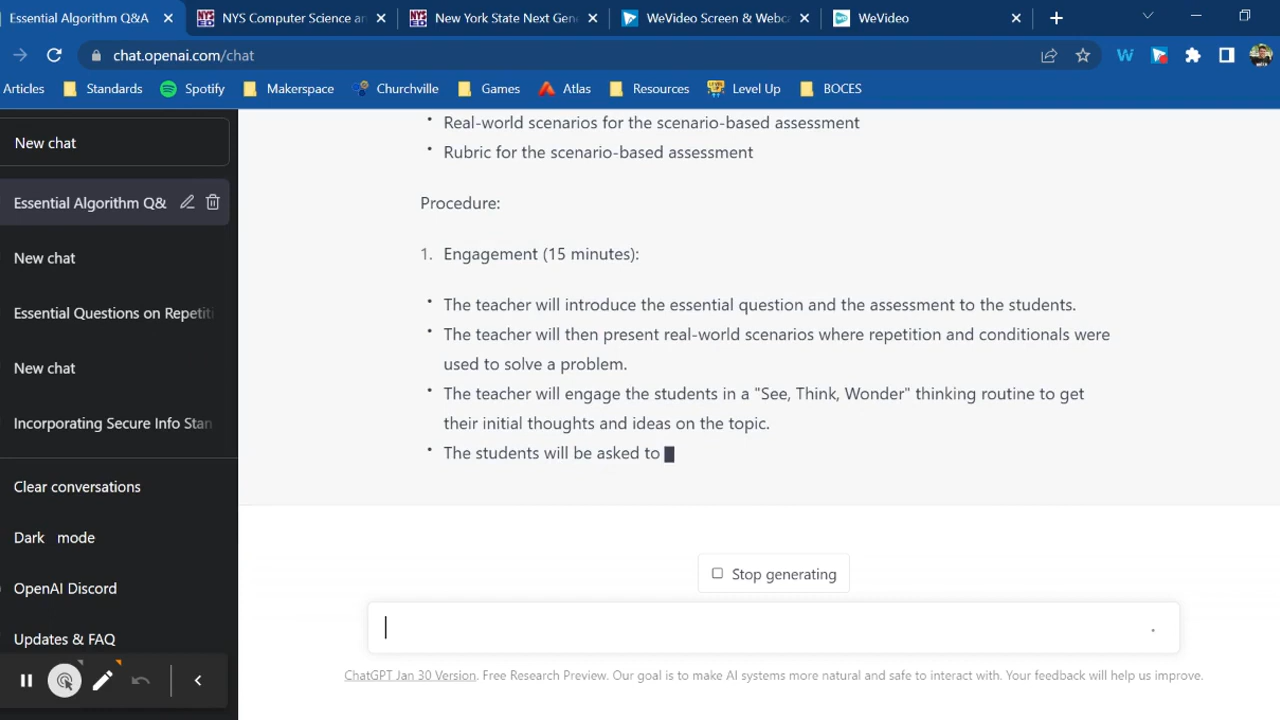 Essential Algorithm Q&A
NYS Computer Science an
New York State Next Gen
WeVideo Screen & Webca
WeVideo
chat.openai.com/chat
Articles
Standards
Spotify
Makerspace
Churchville
Games
Atlas
Resources
Level Up
BOCES
New chat
Essential Algorithm Q&
New chat
Essential Questions on Repetiti
New chat
Incorporating Secure Info Stan
Clear conversations
Dark mode
OpenAI Discord
Updates & FAQ
• Real-world scenarios for the scenario-based assessment
• Rubric for the scenario-based assessment
Procedure:
1. Engagement (15 minutes):
• The teacher will introduce the essential question and the assessment to the students.
• The teacher will then present real-world scenarios where repetition and conditionals were
used to solve a problem.
• The teacher will engage the students in a "See, Think, Wonder" thinking routine to get
their initial thoughts and ideas on the topic.
• The students will be asked to
Stop generating
ChatGPT Jan 30 Version. Free Research Preview. Our goal is to make AI systems more natural and safe to interact with. Your feedback will help us improve.